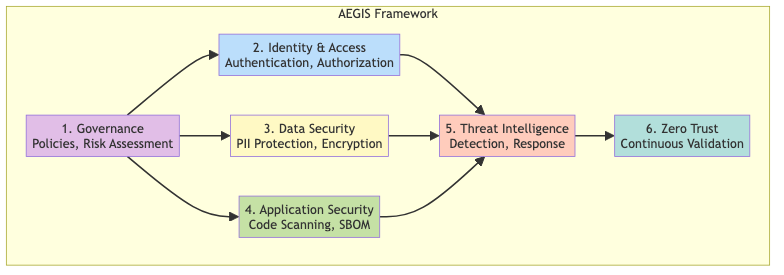 AEGIS Framework
1. Governance
Policies, Risk Assessment
2. Identity & Access
Authentication, Authorization
3. Data Security
PII Protection, Encryption
4. Application Security
Code Scanning, SBOM
5. Threat Intelligence
Detection, Response
6. Zero Trust
Continuous Validation